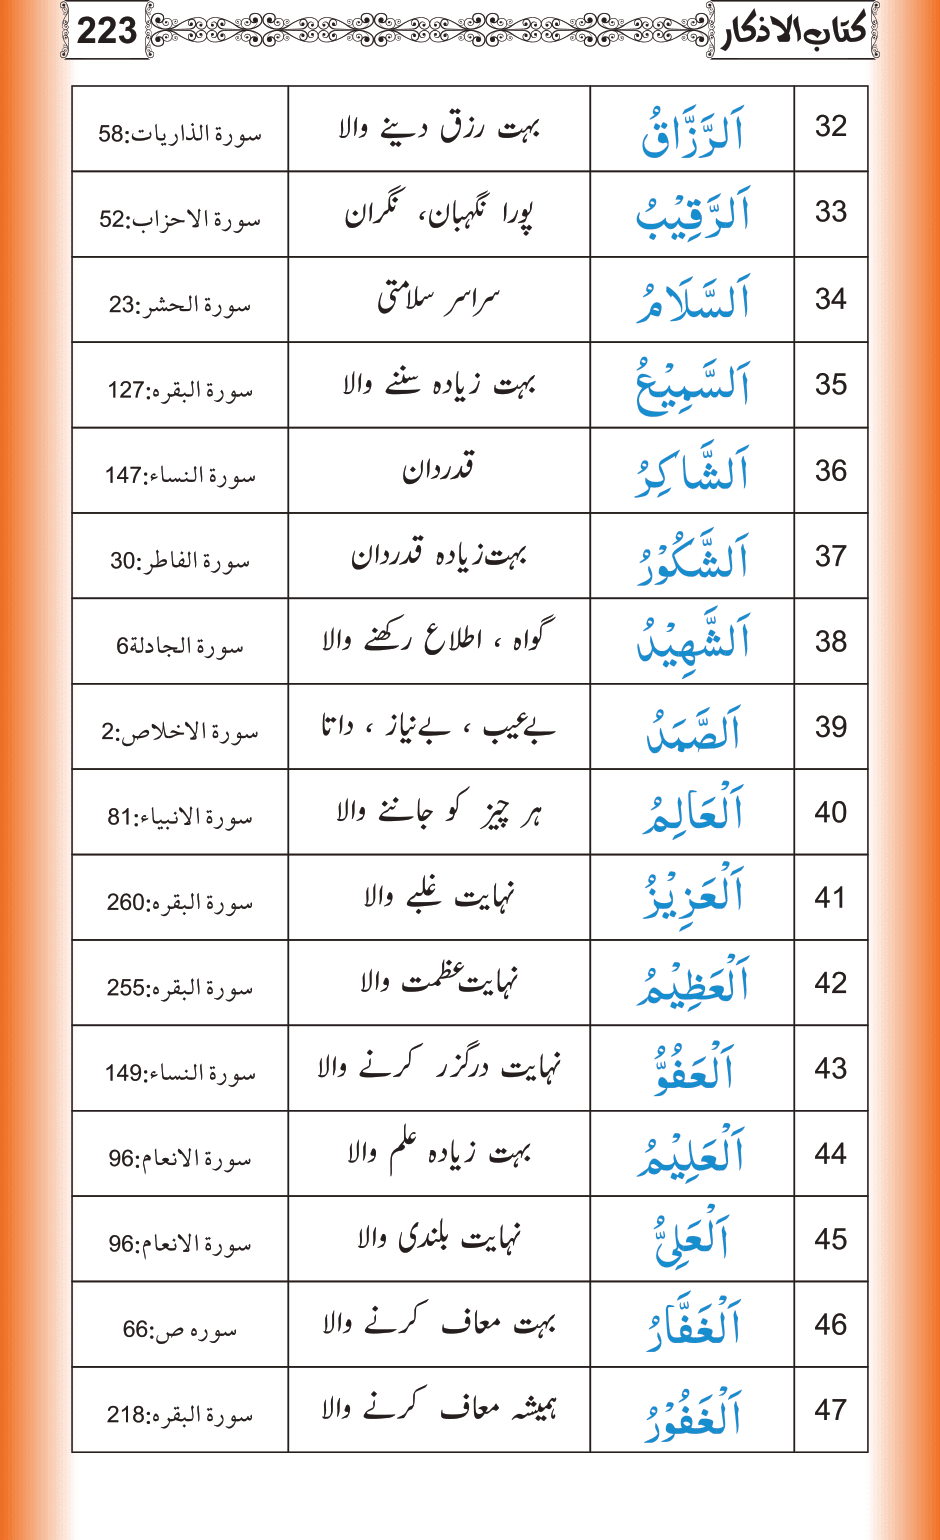 کتاب الاذکار 223
32 اَلرَّزَّاقُ بہت رزق دینے والا سورۃ الذاریات:58
33 اَلرَّقِیْبُ پورا نگہبان، نگران سورۃ الاحزاب:52
34 اَلسَّلَامُ سراسر سلامتی سورۃ الحشر:23
35 اَلسَّمِیْعُ بہت زیادہ سننے والا سورۃ البقرہ:127
36 اَلشَّاکِرُ قدردان سورۃ النساء:147
37 اَلشَّکُوْرُ بہت زیادہ قدردان سورۃ الفاطر:30
38 اَلشَّهِیْدُ گواہ ، اطلاع رکھنے والا سورۃ الجادلة6
39 اَلصَّمَدُ بےعیب ، بےنیاز ، داتا سورۃ الاخلاص:2
40 اَلْعَالِمُ ہر چیز کو جاننے والا سورۃ الانبیاء:81
41 اَلْعَزِیْزُ نہایت غلبے والا سورۃ البقرہ:260
42 اَلْعَظِیْمُ نہایت عظمت والا سورۃ البقرہ:255
43 اَلْعَفُوُّ نہایت درگزر کرنے والا سورۃ النساء:149
44 اَلْعَلِیْمُ بہت زیادہ علم والا سورۃ الانعام:96
45 اَلْعَلِیُّ نہایت بلندی والا سورۃ الانعام:96
46 اَلْغَفَّارُ بہت معاف کرنے والا سورہ ص:66
47 اَلْغَفُوْرُ ہمیشہ معاف کرنے والا سورۃ البقرہ:218